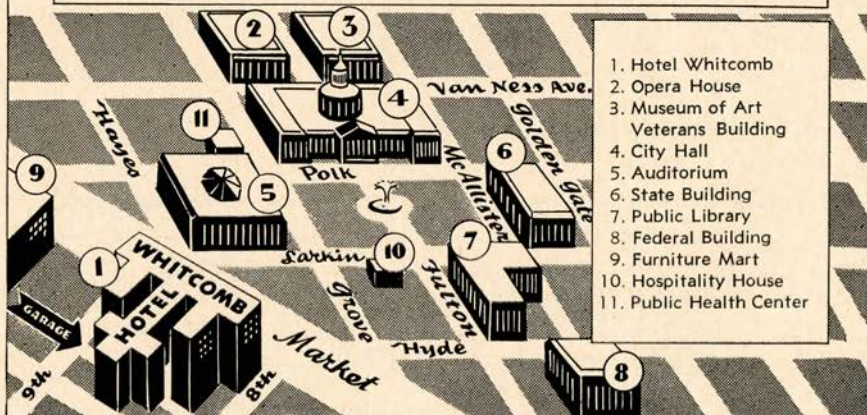 2
3
Van Ness Ave.
Hayes
11
4
Golden Gate
9
Polk
McAllister
6
5
Larkin
10
7
1
WHITCOMB
HOTEL
Grove
Fulton
GARAGE
Market
Hyde
8
9th
8th
1. Hotel Whitcomb
2. Opera House
3. Museum of Art
Veterans Building
4. City Hall
5. Auditorium
6. State Building
7. Public Library
8. Federal Building
9. Furniture Mart
10. Hospitality House
11. Public Health Center